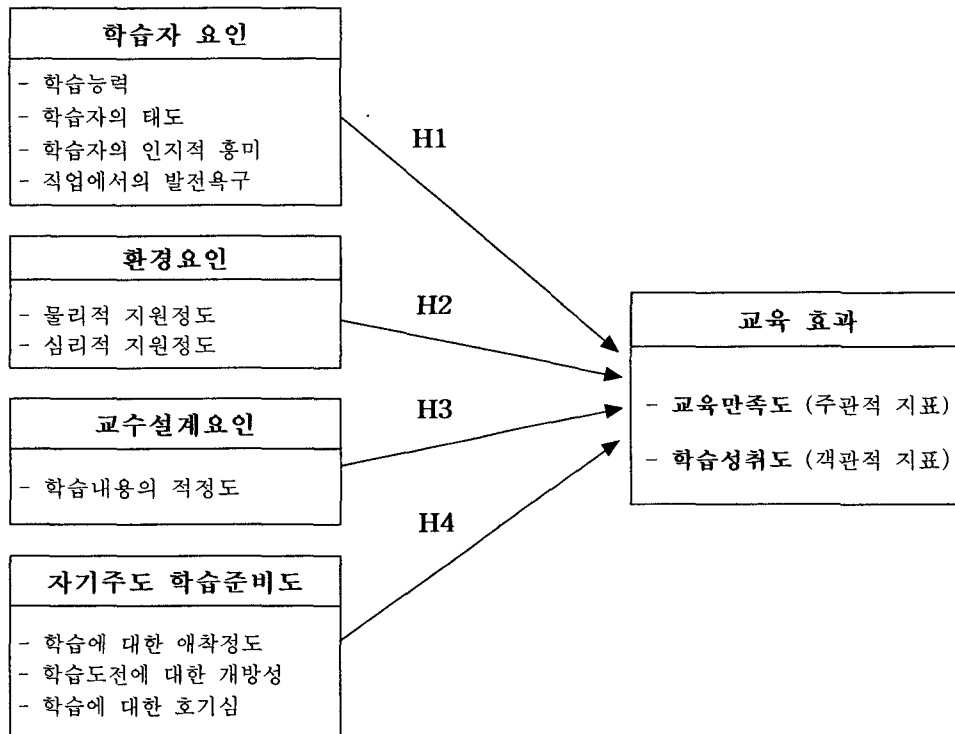 학습자 요인
- 학습능력
- 학습자의 태도
- 학습자의 인지적 흥미
- 직업에서의 발전욕구
H1
환경요인
- 물리적 지원정도
- 심리적 지원정도
H2
교수설계요인
- 학습내용의 적정도
H3
자기주도 학습준비도
- 학습에 대한 애착정도
- 학습도전에 대한 개방성
- 학습에 대한 호기심
H4
교육 효과
- 교육만족도 (주관적 지표)
- 학습성취도 (객관적 지표)